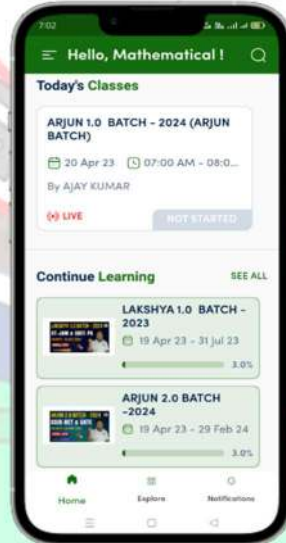 7:02
Hello, Mathematical !
Today's Classes
ARJUN 1.0 BATCH - 2024 (ARJUN
BATCH)
20 Apr 23 07:00 AM - 08:0...
By AJAY KUMAR
LIVE
NOT STARTED
Continue Learning SEE ALL
LAKSHYA 1.0 BATCH -
2023
19 Apr 23 - 31 Jul 23
3.0%
ARJUN 2.0 BATCH
-2024
19 Apr 23 - 29 Feb 24
3.0%
Home Explore Notifications